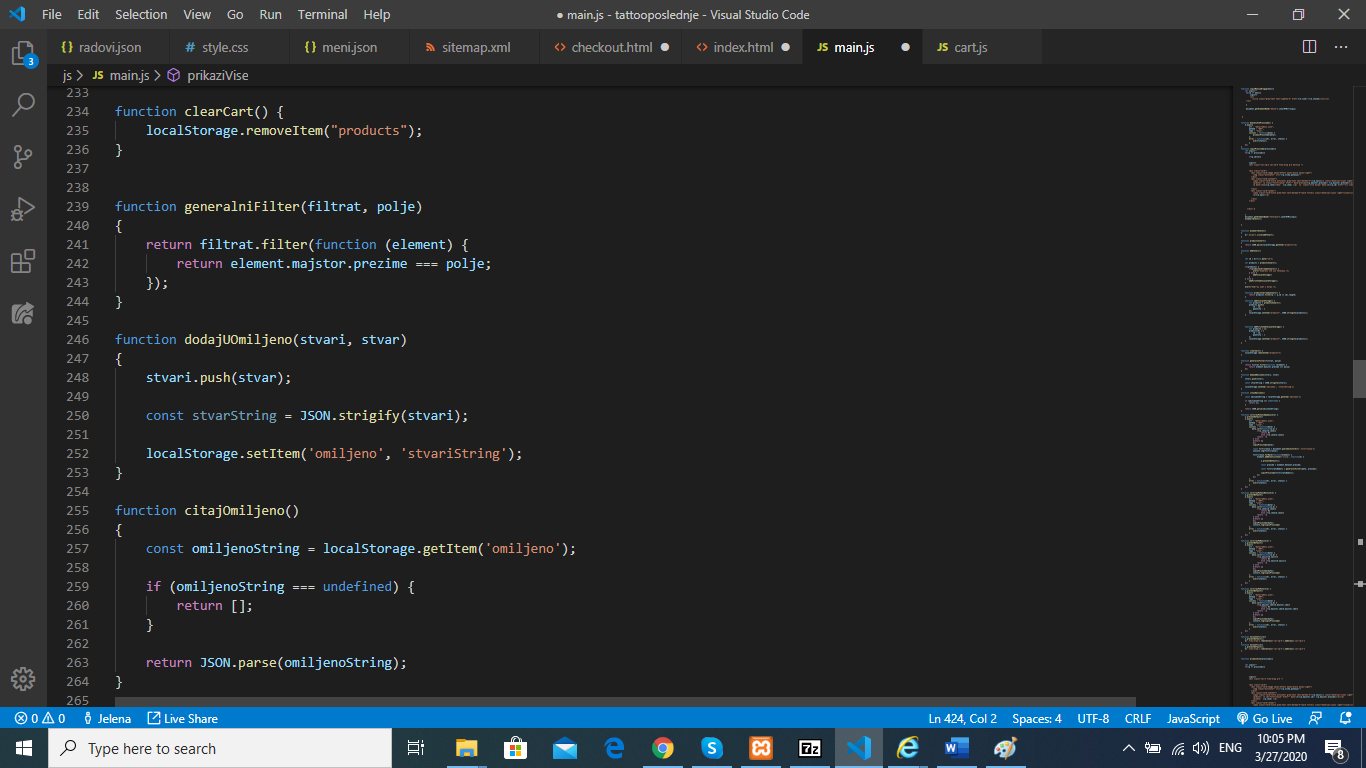 File Edit Selection View Go Run Terminal Help ● main.js - tattooposlednje - Visual Studio Code
{} radovi.json # style.css {} meni.json sitemap.xml <> checkout.html ● <> index.html ● JS main.js ● JS cart.js
js > JS main.js > prikaziVise
233
234 function clearCart() {
235 localStorage.removeItem("products");
236 }
237
238
239 function generalniFilter(filtrat, polje)
240 {
241 return filtrat.filter(function (element) {
242 return element.majstor.prezime === polje;
243 });
244 }
245
246 function dodajUOmiljeno(stvari, stvar)
247 {
248 stvari.push(stvar);
249
250 const stvarString = JSON.strigify(stvari);
251
252 localStorage.setItem('omiljeno', 'stvariString');
253 }
254
255 function citajOmiljeno()
256 {
257 const omiljenoString = localStorage.getItem('omiljeno');
258
259 if (omiljenoString === undefined) {
260 return [];
261 }
262
263 return JSON.parse(omiljenoString);
264 }
265
3
0 0 Jelena Live Share Ln 424, Col 2 Spaces: 4 UTF-8 CRLF JavaScript Go Live
Type here to search ENG 10:05 PM 3/27/2020 8